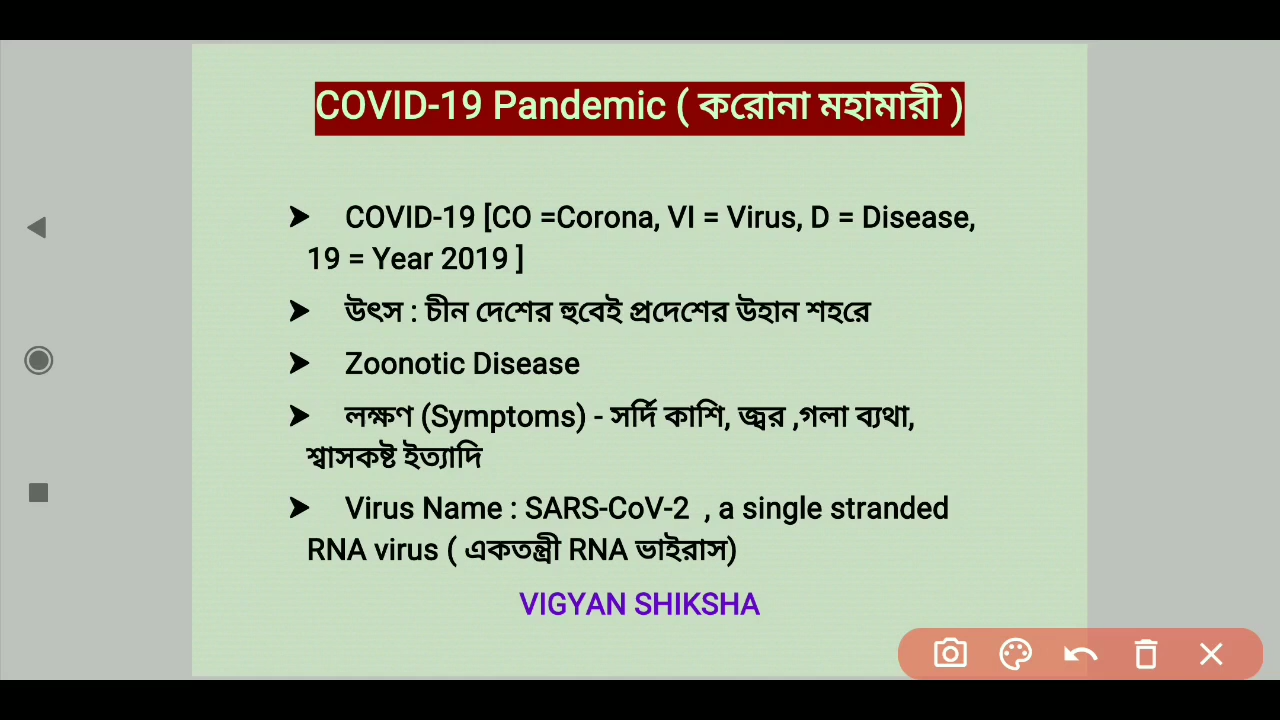 COVID-19 Pandemic ( করোনা মহামারী )
COVID-19 [CO =Corona, VI = Virus, D = Disease,
19 = Year 2019 ]
উৎস : চীন দেশের হুবেই প্রদেশের উহান শহরে
Zoonotic Disease
লক্ষণ (Symptoms) - সর্দি কাশি, জ্বর ,গলা ব্যথা,
শ্বাসকষ্ট ইত্যাদি
Virus Name : SARS-CoV-2 , a single stranded
RNA virus ( একতন্ত্রী RNA ভাইরাস)
VIGYAN SHIKSHA